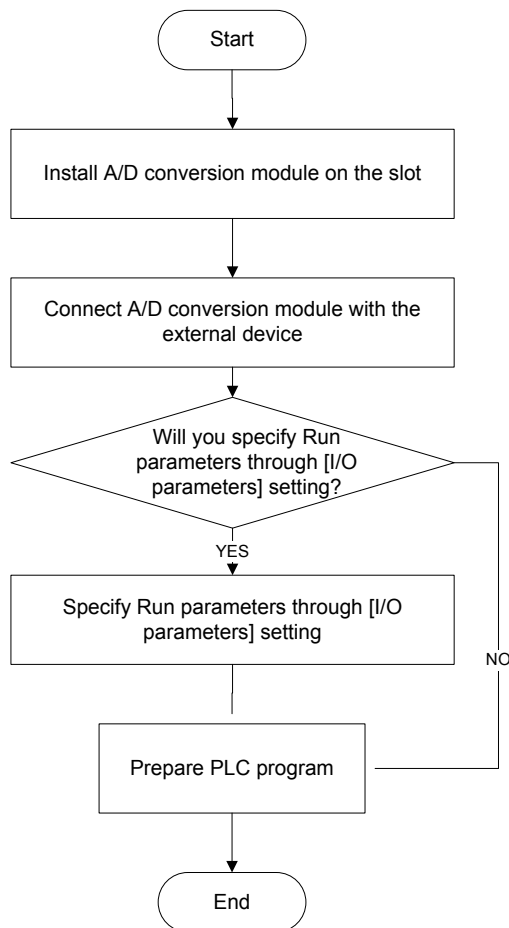 Start
Install A/D conversion module on the slot
Connect A/D conversion module with the
external device
Will you specify Run
parameters through [I/O
parameters] setting?
YES
Specify Run parameters through [I/O
parameters] setting
NO
Prepare PLC program
End